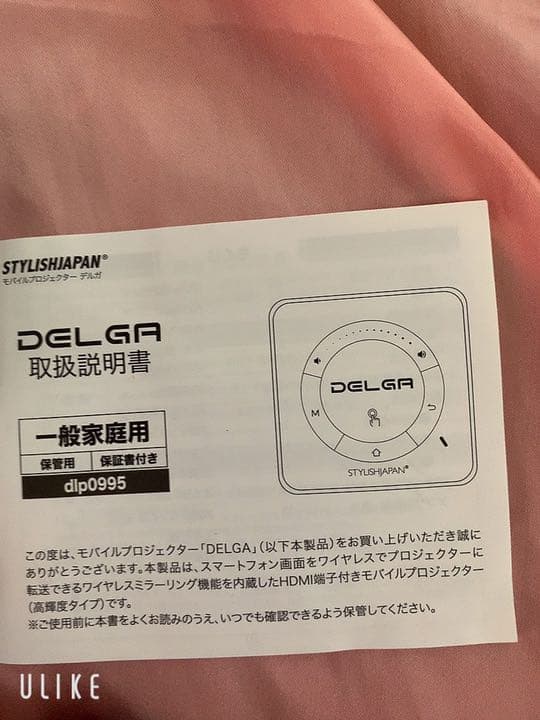 STYLISHJAPAN®
モバイルプロジェクター デルガ
DELGA
取扱説明書
一般家庭用
保管用 保証書付き
dlp0995
DELGA
M
STYLISHJAPAN®
この度は、モバイルプロジェクター「DELGA」(以下本製品)をお買い上げいただき誠に
ありがとうございます。本製品は、スマートフォン画面をワイヤレスでプロジェクターに
転送できるワイヤレスミラーリング機能を内蔵したHDMI端子付きモバイルプロジェクター
(高輝度タイプ)です。
※ご使用前に本書をよくお読みのうえ、いつでも確認できるよう保管してください。
ULIKE